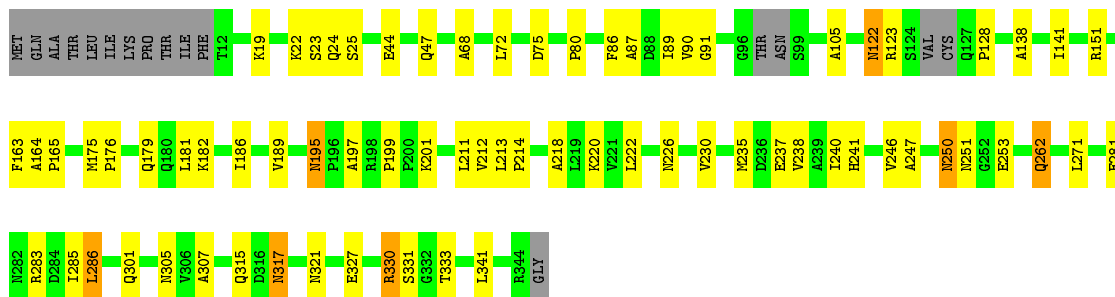 MET GLN ALA THR LEU ILE LYS PRO THR ILE PHE T12 K19 K22 S23 Q24 S25 E44 Q47 A68 L72 D75 P80 F86 A87 D88 I89 V90 G91 G96 THR ASN S99 A105 N122 R123 S124 VAL CYS Q127 P128 A138 I141 R151
F163 A164 P165 M175 P176 Q179 Q180 L181 K182 I186 V189 N195 P196 A197 R198 P199 P200 K201 L211 V212 L213 P214 A218 L219 K220 V221 L222 N226 V230 M235 D236 E237 V238 A239 I240 H241 V246 A247 N250 N251 G252 E253 Q262 L271
N282 R283 D284 I285 L286 Q301 N305 V306 A307 Q315 D316 N317 N321 E327 R330 S331 G332 T333 L341 R344 GLY